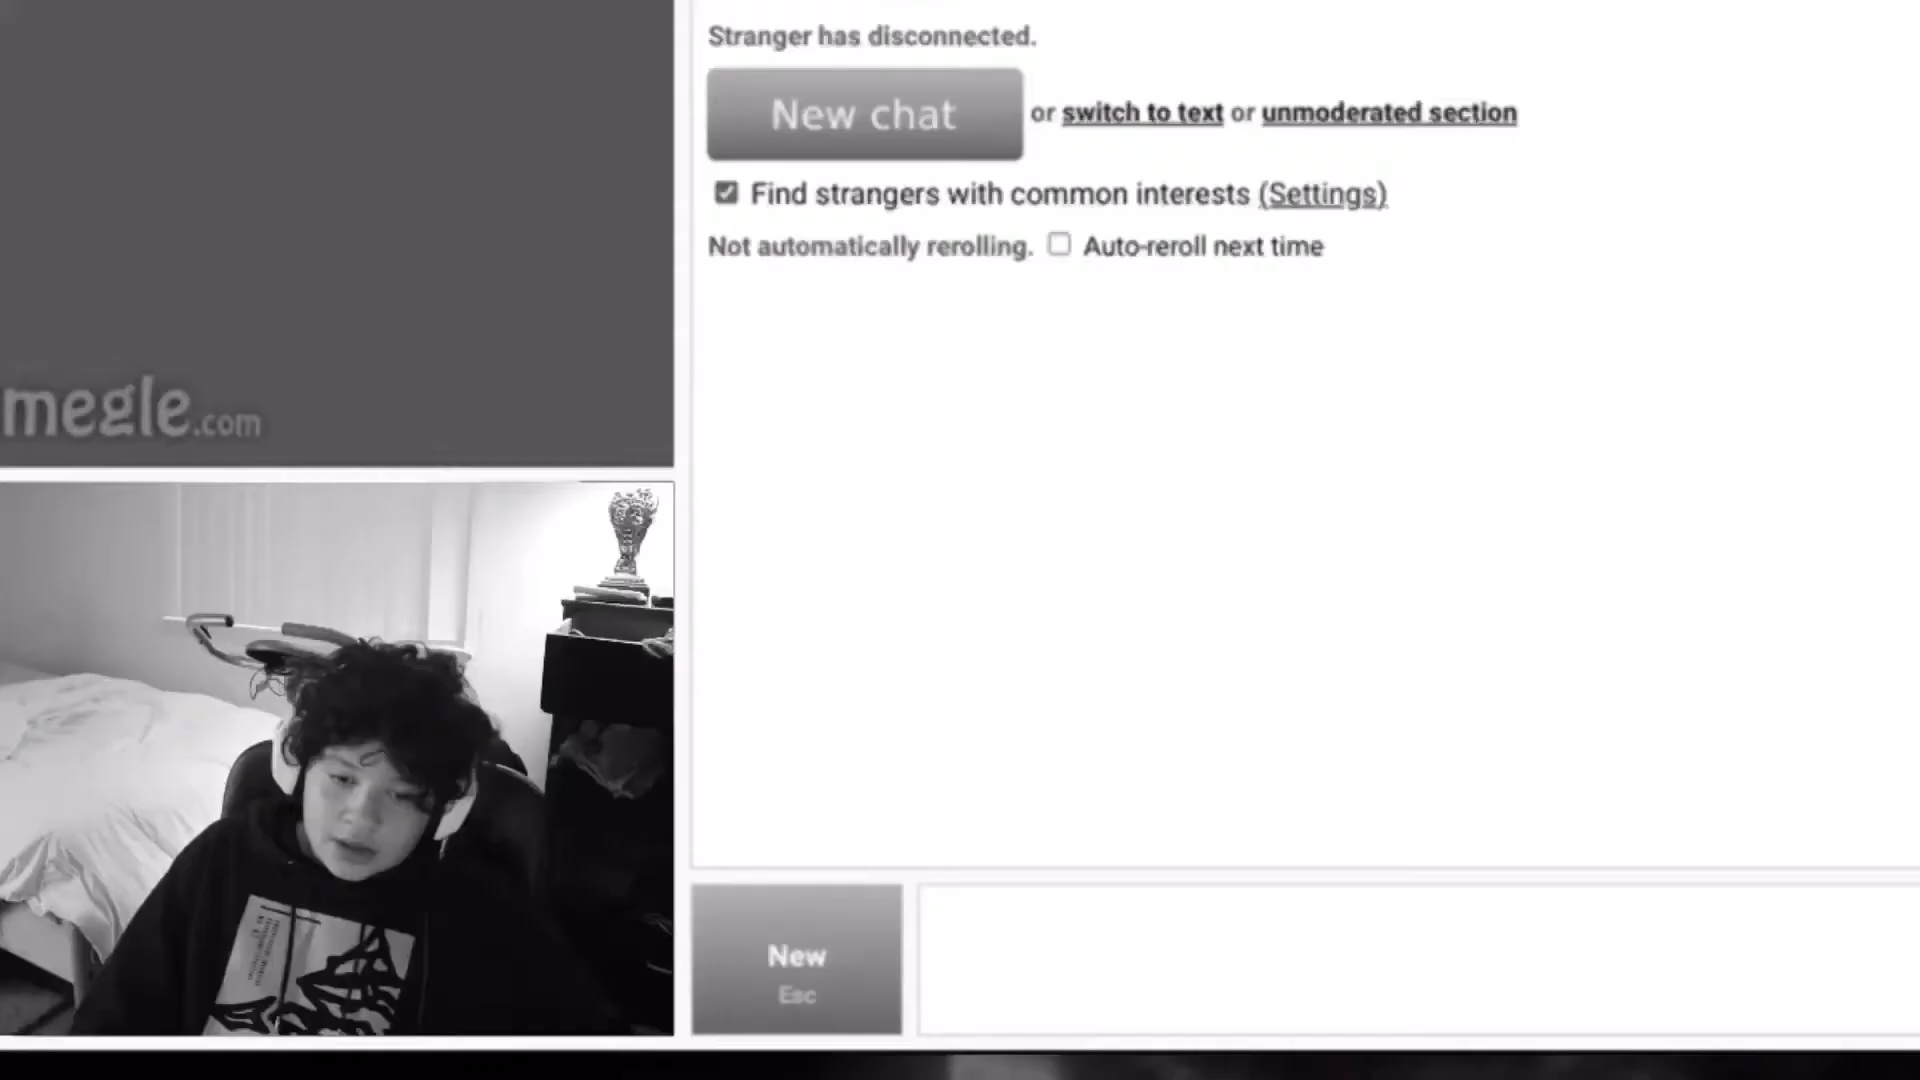 Stranger has disconnected.
New chat or switch to text or unmoderated section
Find strangers with common interests (Settings)
Not automatically rerolling. Auto-reroll next time
megle.com
New
Esc